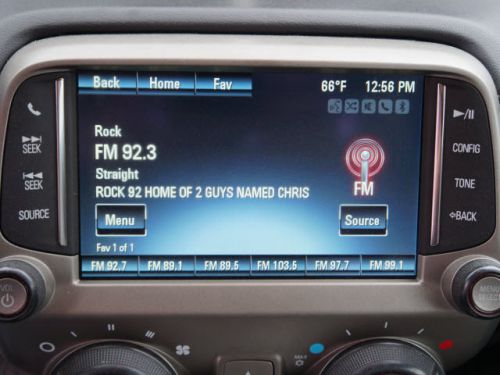 Back Home Fav 66°F 12:56 PM
Rock
FM 92.3
Straight
ROCK 92 HOME OF 2 GUYS NAMED CHRIS
FM
Menu Source
Fav 1 of 1
FM 92.7 FM 89.1 FM 89.5 FM 103.5 FM 97.7 FM 99.1
SEEK
SEEK
SOURCE
CONFIG
TONE
BACK
VOL
MENU
MAX